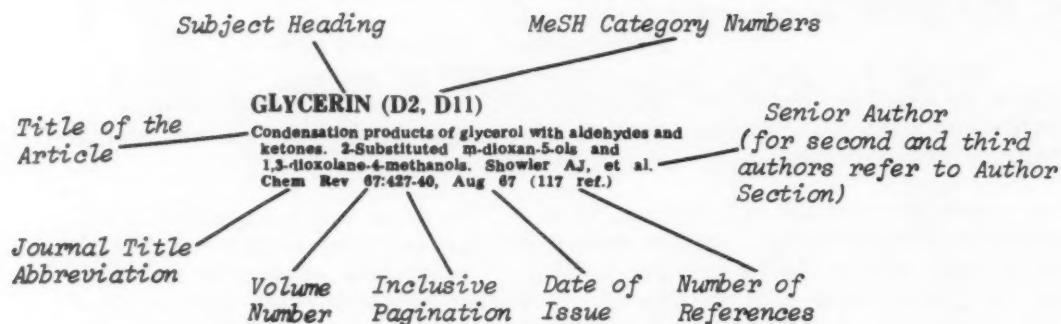 Subject Heading
MeSH Category Numbers
GLYCERIN (D2, D11)
Title of the
Article
Condensation products of glycerol with aldehydes and
ketones. 2-Substituted m-dioxan-5-ols and
1,3-dioxolane-4-methanols. Showler AJ, et al.
Chem Rev 67:427-40, Aug 67 (117 ref.)
Senior Author
(for second and third
authors refer to Author
Section)
Journal Title
Abbreviation
Volume
Number
Inclusive
Pagination
Date of
Issue
Number of
References